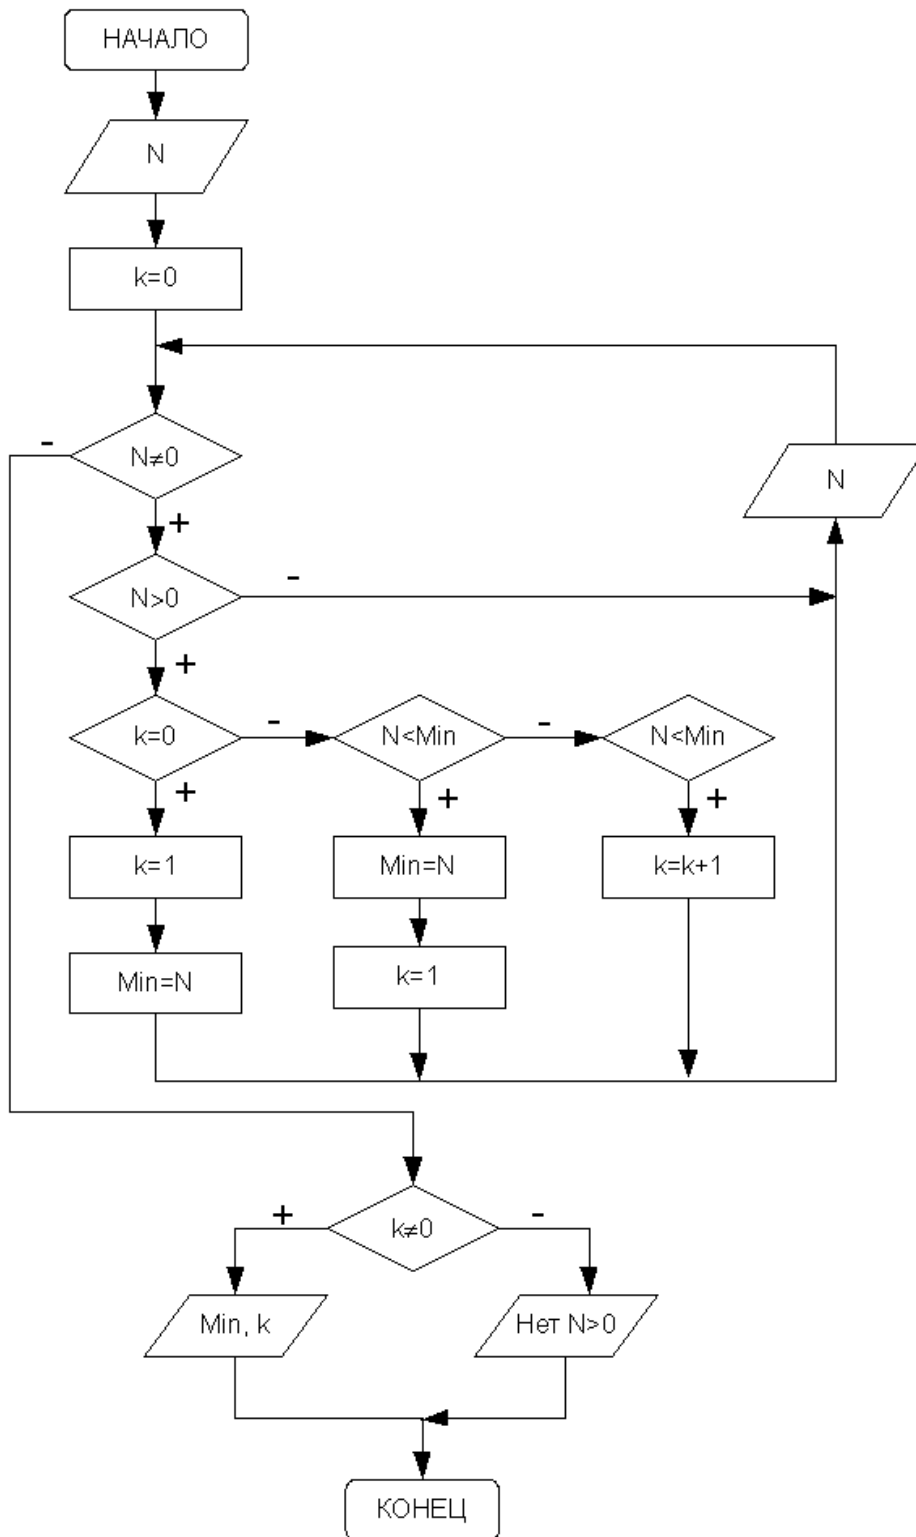 НАЧАЛО
N
k=0
-
N≠0
N
+
-
N>0
+
k=0
-
N<Min
-
N<Min
+
+
+
k=1
Min=N
k=k+1
Min=N
k=1
+
k≠0
-
Min, k
Нет N>0
КОНЕЦ